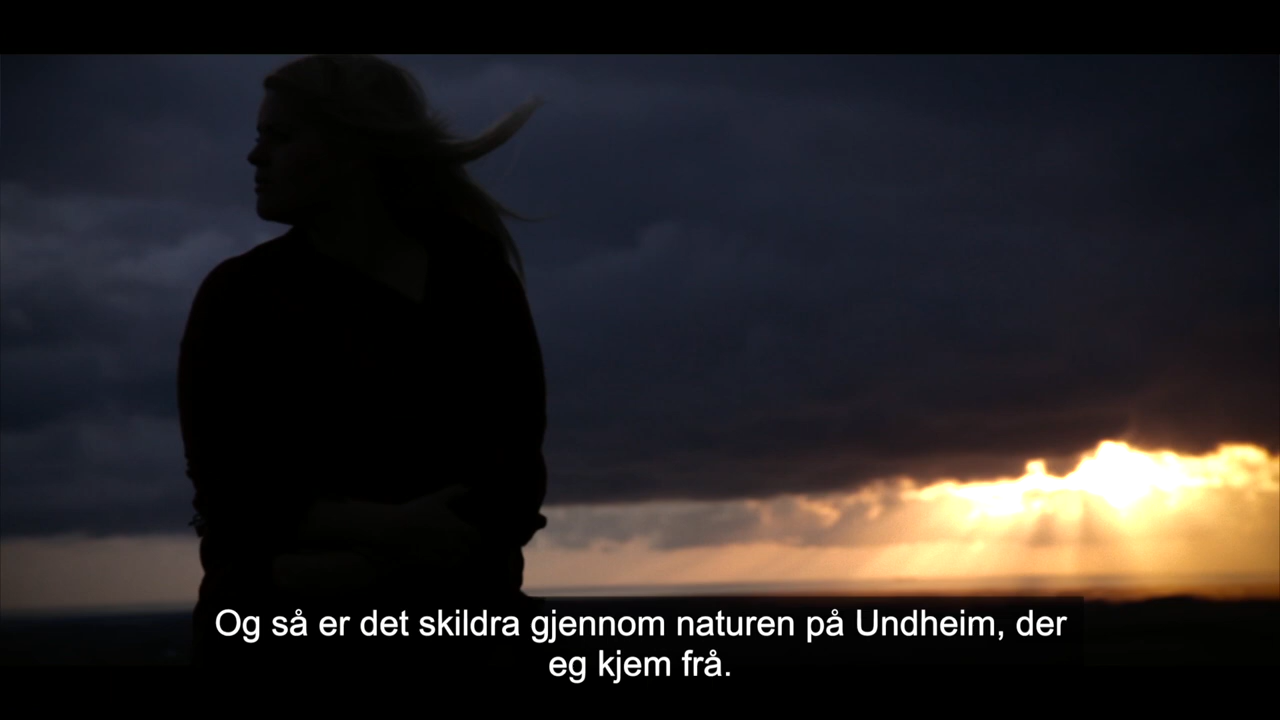 Og så er det skildra gjennom naturen på Undheim, der
eg kjem frå.